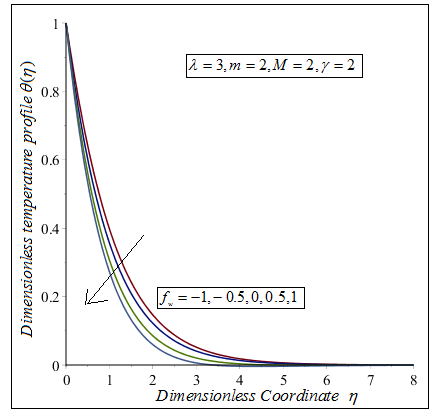 Dimensionless temperature profile θ(η)
1
0.8
0.6
0.4
0.2
0
λ = 3, m = 2, M = 2, γ = 2
f_w = −1, − 0.5, 0, 0.5, 1
0 1 2 3 4 5 6 7 8
Dimensionless Coordinate η